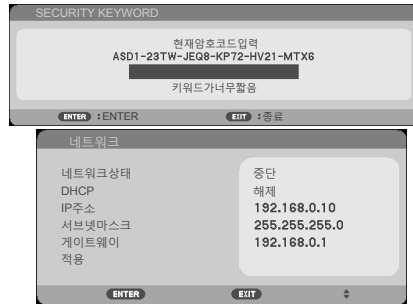 SECURITY KEYWORD
현재암호코드입력
ASD1-23TW-JEQ8-KP72-HV21-MTX6
키워드가너무짧음
ENTER :ENTER EXIT :종료
네트워크
네트워크상태 중단
DHCP 해제
IP주소 192.168.0.10
서브넷마스크 255.255.255.0
게이트웨이 192.168.0.1
적용
ENTER EXIT